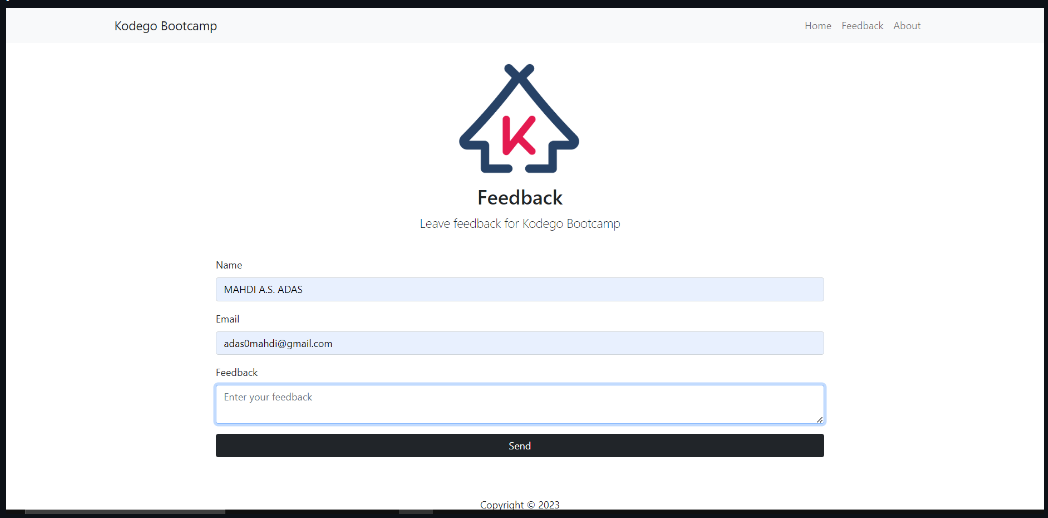 Kodego Bootcamp
Home Feedback About
K
Feedback
Leave feedback for Kodego Bootcamp
Name
MAHDI A.S. ADAS
Email
adas0mahdi@gmail.com
Feedback
Enter your feedback
Send
Copyright © 2023